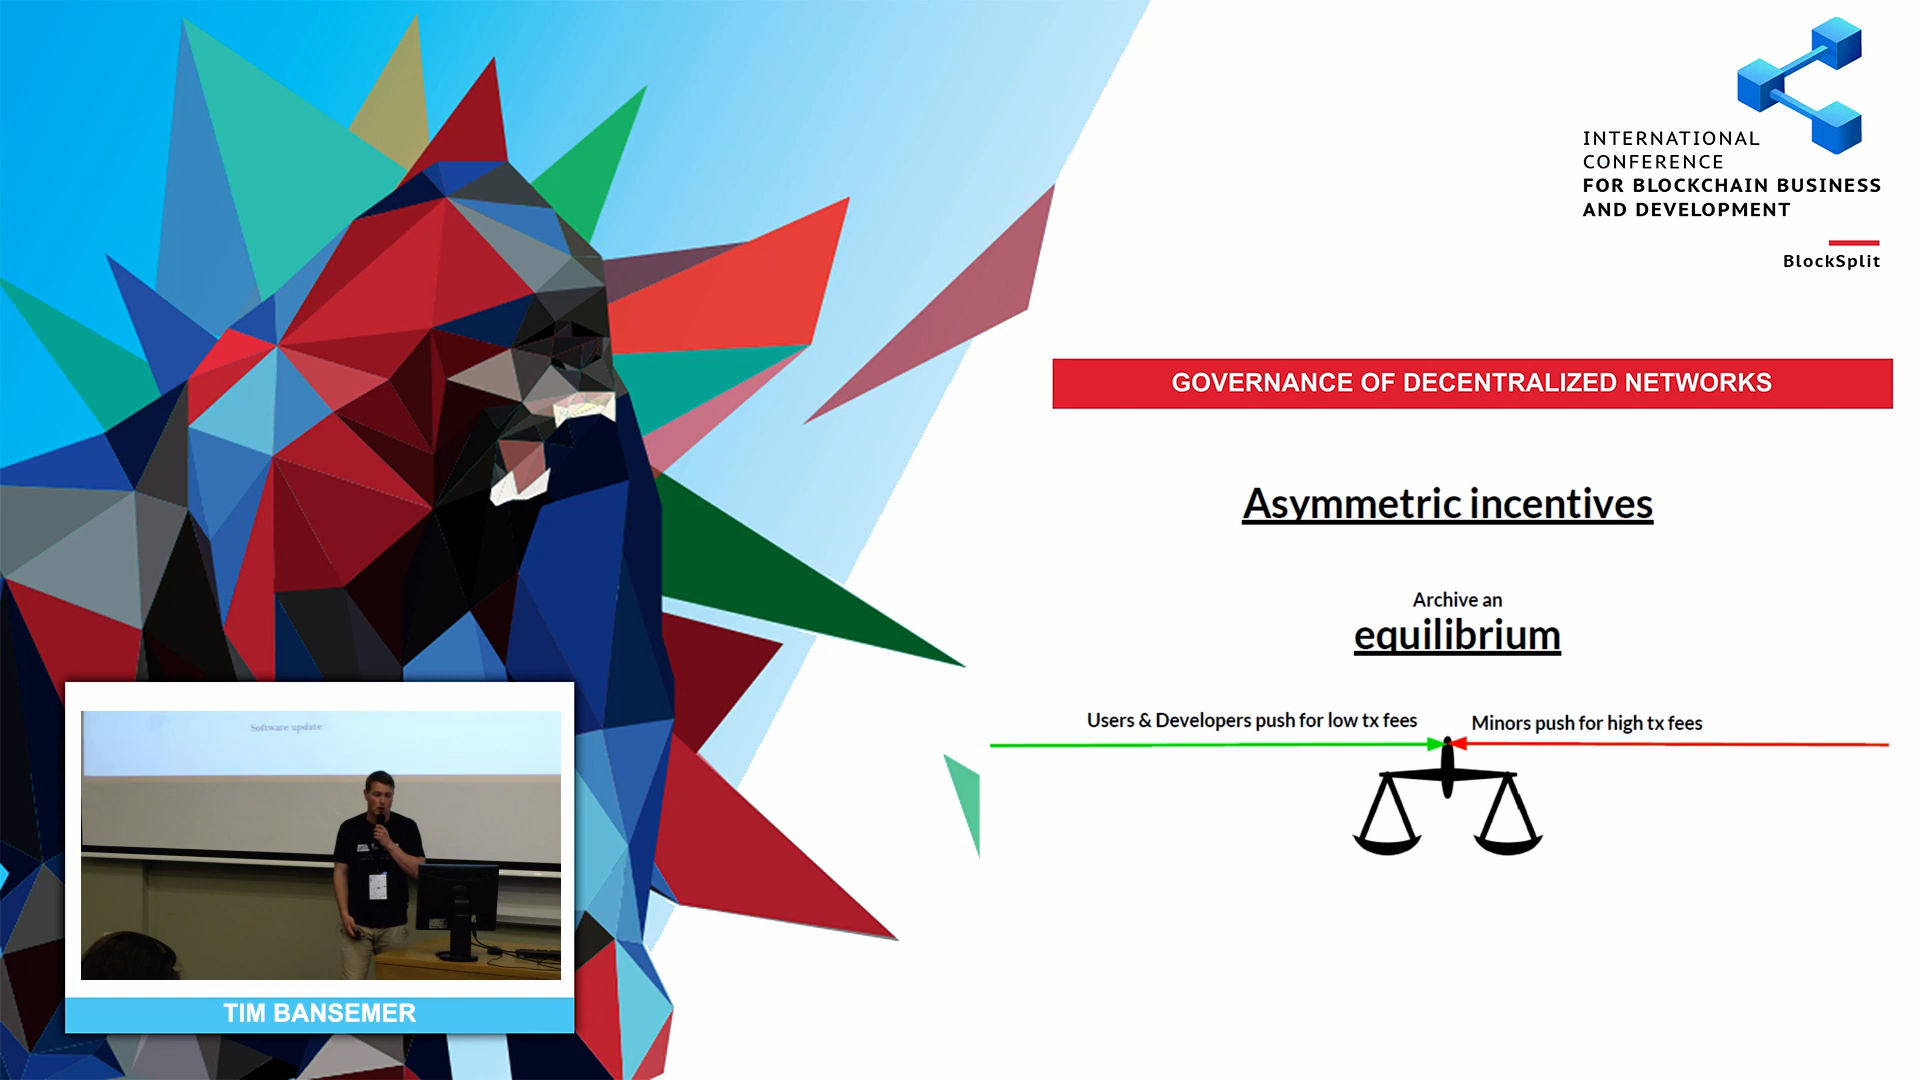 INTERNATIONAL
CONFERENCE
FOR BLOCKCHAIN BUSINESS
AND DEVELOPMENT
BlockSplit
GOVERNANCE OF DECENTRALIZED NETWORKS
Asymmetric incentives
Archive an
equilibrium
Users & Developers push for low tx fees
Minors push for high tx fees
Software update
TIM BANSEMER